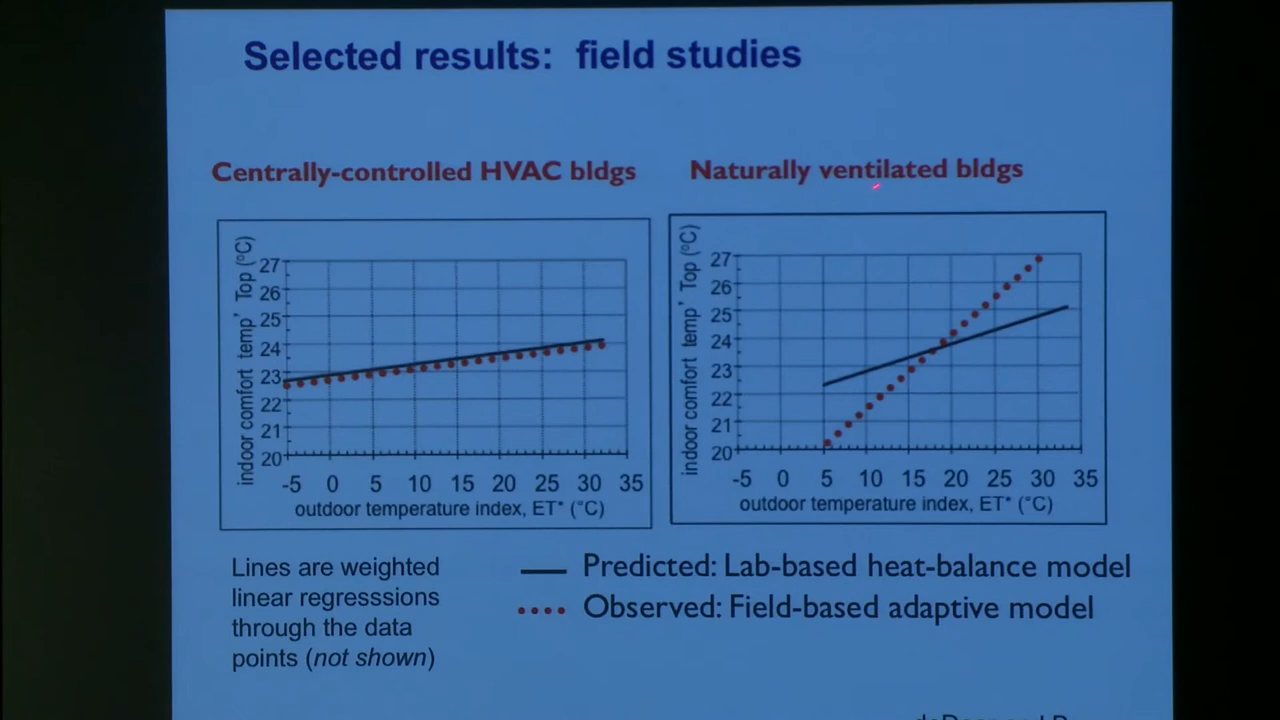 Selected results: field studies
Centrally-controlled HVAC bldgs
Naturally ventilated bldgs
indoor comfort temp' Top (°C)
27
26
25
24
23
22
21
20
-5 0 5 10 15 20 25 30 35
outdoor temperature index, ET* (°C)
indoor comfort temp' Top (°C)
27
26
25
24
23
22
21
20
-5 0 5 10 15 20 25 30 35
outdoor temperature index, ET* (°C)
Lines are weighted
linear regresssions
through the data
points (not shown)
Predicted: Lab-based heat-balance model
Observed: Field-based adaptive model